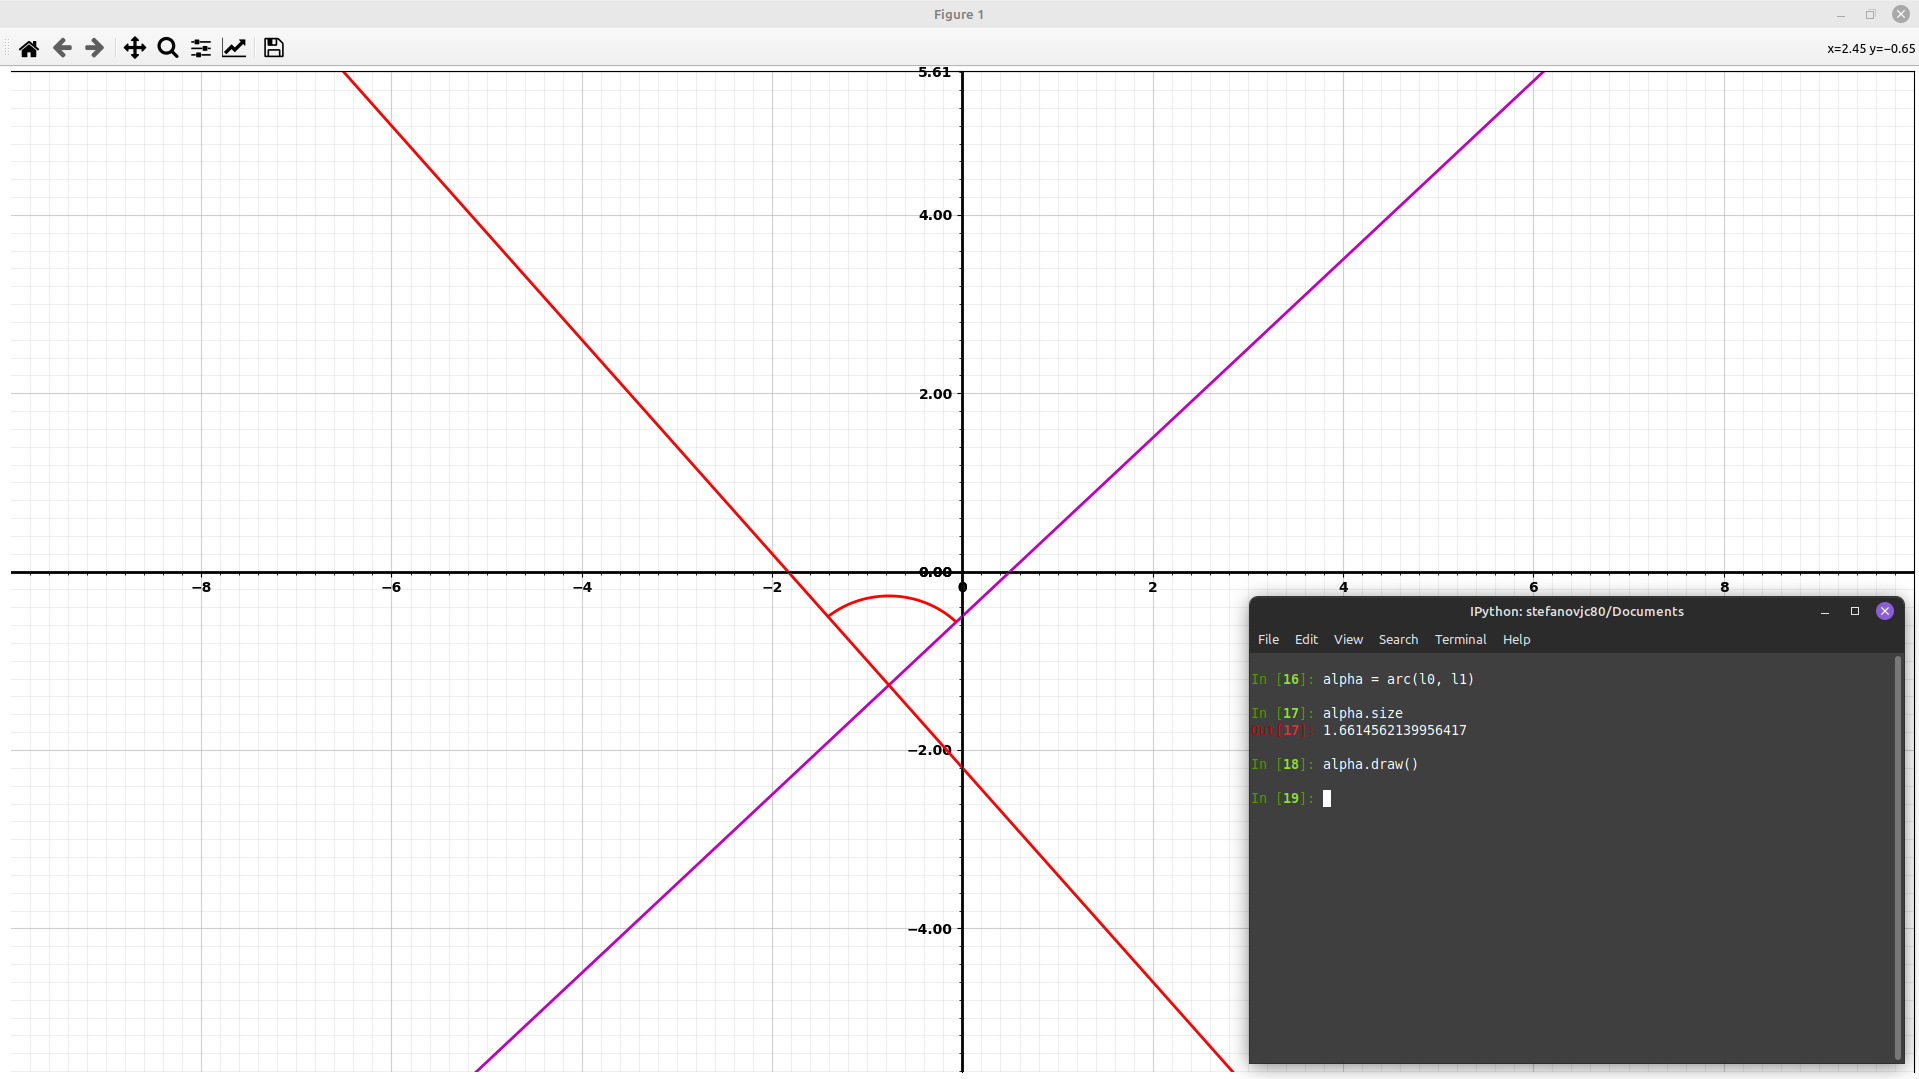 Figure 1
x=2.45 y=−0.65
5.61
4.00
2.00
0.00
−8 −6 −4 −2 0 2 4 6 8
−2.00
−4.00
IPython: stefanovjc80/Documents
File Edit View Search Terminal Help
In [16]: alpha = arc(l0, l1)
In [17]: alpha.size
Out[17]: 1.6614562139956417
In [18]: alpha.draw()
In [19]: